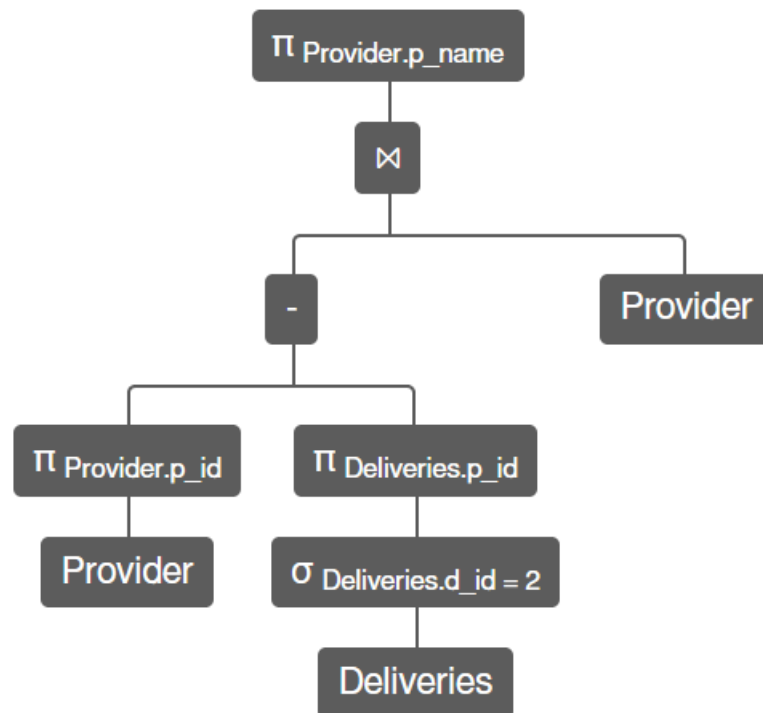 π Provider.p_name
⋈
-
Provider
π Provider.p_id
π Deliveries.p_id
Provider
σ Deliveries.d_id = 2
Deliveries